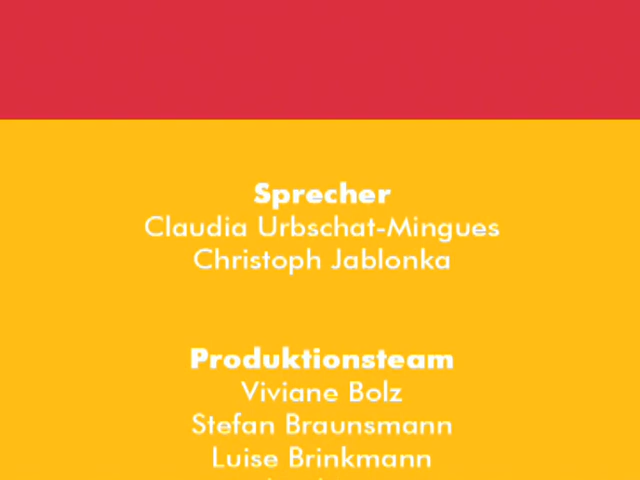 Sprecher
Claudia Urbschat-Mingues
Christoph Jablonka
Produktionsteam
Viviane Bolz
Stefan Braunsmann
Luise Brinkmann